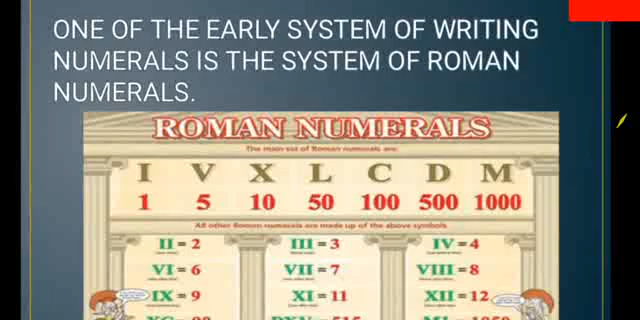 ONE OF THE EARLY SYSTEM OF WRITING
NUMERALS IS THE SYSTEM OF ROMAN
NUMERALS.
ROMAN NUMERALS
The main set of Roman numerals are:
I V X L C D M
1 5 10 50 100 500 1000
All other Roman numerals are made up of the above symbols
II = 2 III = 3 IV = 4
VI = 6 VII = 7 VIII = 8
IX = 9 XI = 11 XII = 12